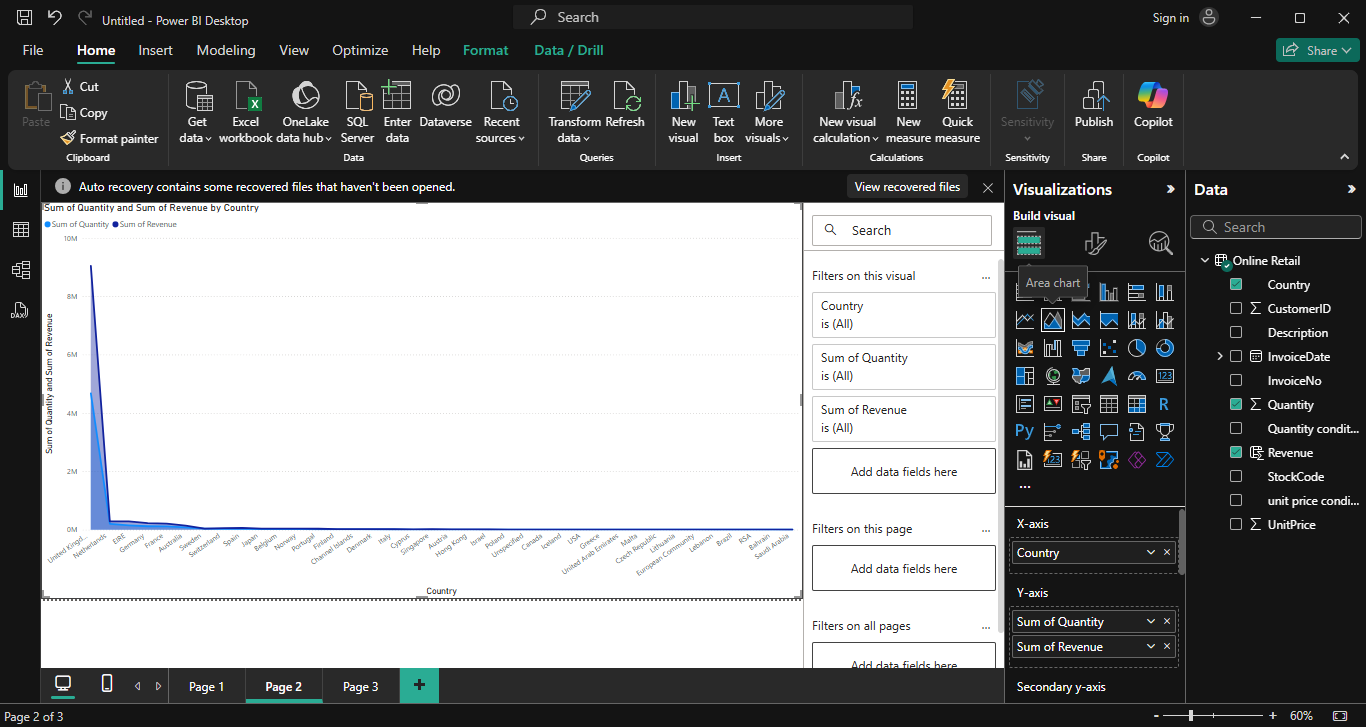 Untitled - Power BI Desktop
Search
Sign in
File
Home
Insert
Modeling
View
Optimize
Help
Format
Data / Drill
Share
Paste
Cut
Copy
Format painter
Clipboard
Get
data
Excel
workbook
OneLake
data hub
SQL
Server
Enter
data
Dataverse
Recent
sources
Data
Transform
data
Refresh
Queries
New
visual
Text
box
More
visuals
Insert
New visual
calculation
New
measure
Quick
measure
Calculations
Sensitivity
Sensitivity
Publish
Share
Copilot
Copilot
Auto recovery contains some recovered files that haven't been opened.
View recovered files
Sum of Quantity and Sum of Revenue by Country
Sum of Quantity
Sum of Revenue
10M
8M
6M
4M
2M
0M
Sum of Quantity and Sum of Revenue
United Kingd...
Netherlands
EIRE
Germany
France
Australia
Sweden
Switzerland
Spain
Japan
Belgium
Norway
Portugal
Finland
Channel Islands
Denmark
Italy
Cyprus
Singapore
Austria
Hong Kong
Israel
Poland
Unspecified
Canada
Iceland
USA
Greece
United Arab Emirates
Malta
Czech Republic
Lithuania
European Community
Lebanon
Brazil
RSA
Bahrain
Saudi Arabia
Country
Search
Filters on this visual
...
Country
is (All)
Sum of Quantity
is (All)
Sum of Revenue
is (All)
Add data fields here
Filters on this page
...
Add data fields here
Filters on all pages
...
Add data fields here
Visualizations
Build visual
Area chart
123
R
Py
123
...
X-axis
Country
Y-axis
Sum of Quantity
Sum of Revenue
Secondary y-axis
Data
Search
Online Retail
Country
CustomerID
Description
InvoiceDate
InvoiceNo
Quantity
Quantity condit...
Revenue
StockCode
unit price condi...
UnitPrice
DAX
Page 1
Page 2
Page 3
+
Page 2 of 3
- + 60%